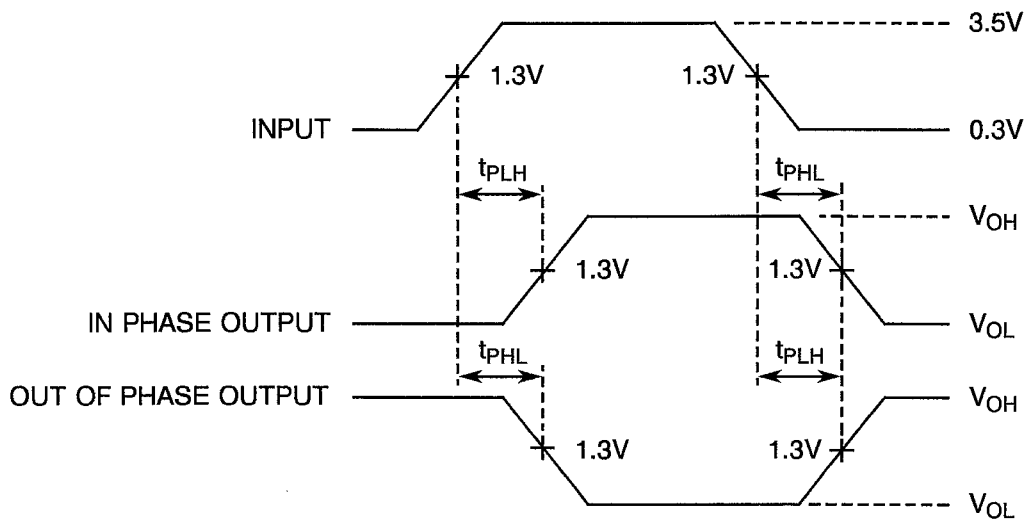 3.5V
1.3V 1.3V
INPUT 0.3V
tPLH tPHL
VOH
1.3V 1.3V
IN PHASE OUTPUT VOL
tPHL tPLH
OUT OF PHASE OUTPUT VOH
1.3V 1.3V
VOL